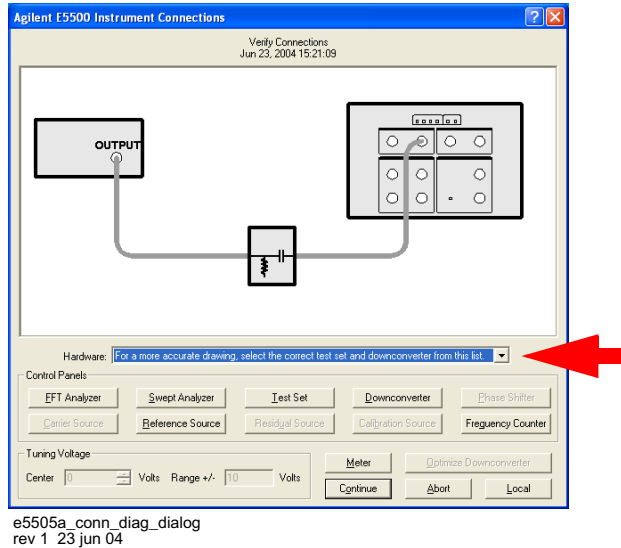 Agilent E5500 Instrument Connections
Verify Connections
Jun 23, 2004 15:21:09
OUTPUT
Hardware: For a more accurate drawing, select the correct test set and downconverter from this list.
Control Panels
FFT Analyzer Swept Analyzer Test Set Downconverter Phase Shifter
Carrier Source Reference Source Residual Source Calibration Source Frequency Counter
Tuning Voltage
Center 0 Volts Range +/- 10 Volts
Meter Optimize Downconverter
Continue Abort Local
e5505a_conn_diag_dialog
rev 1 23 jun 04